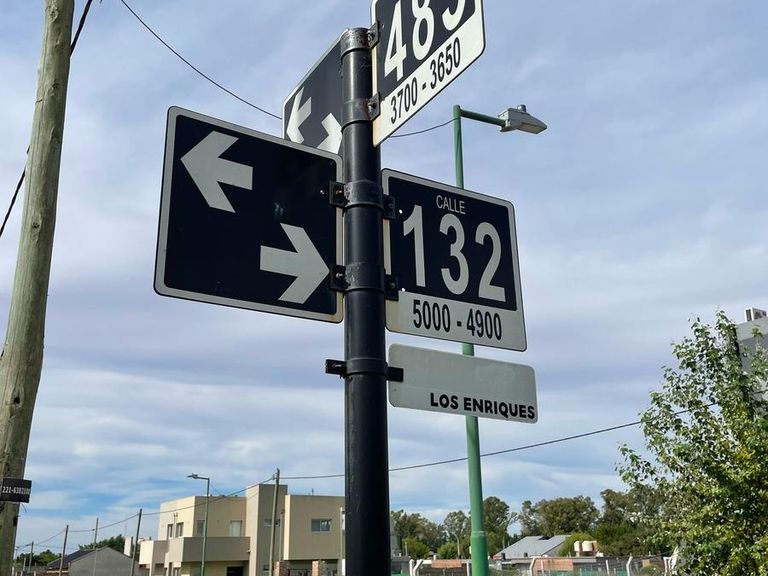 485
3700 - 3650
CALLE
132
5000 - 4900
LOS ENRIQUES